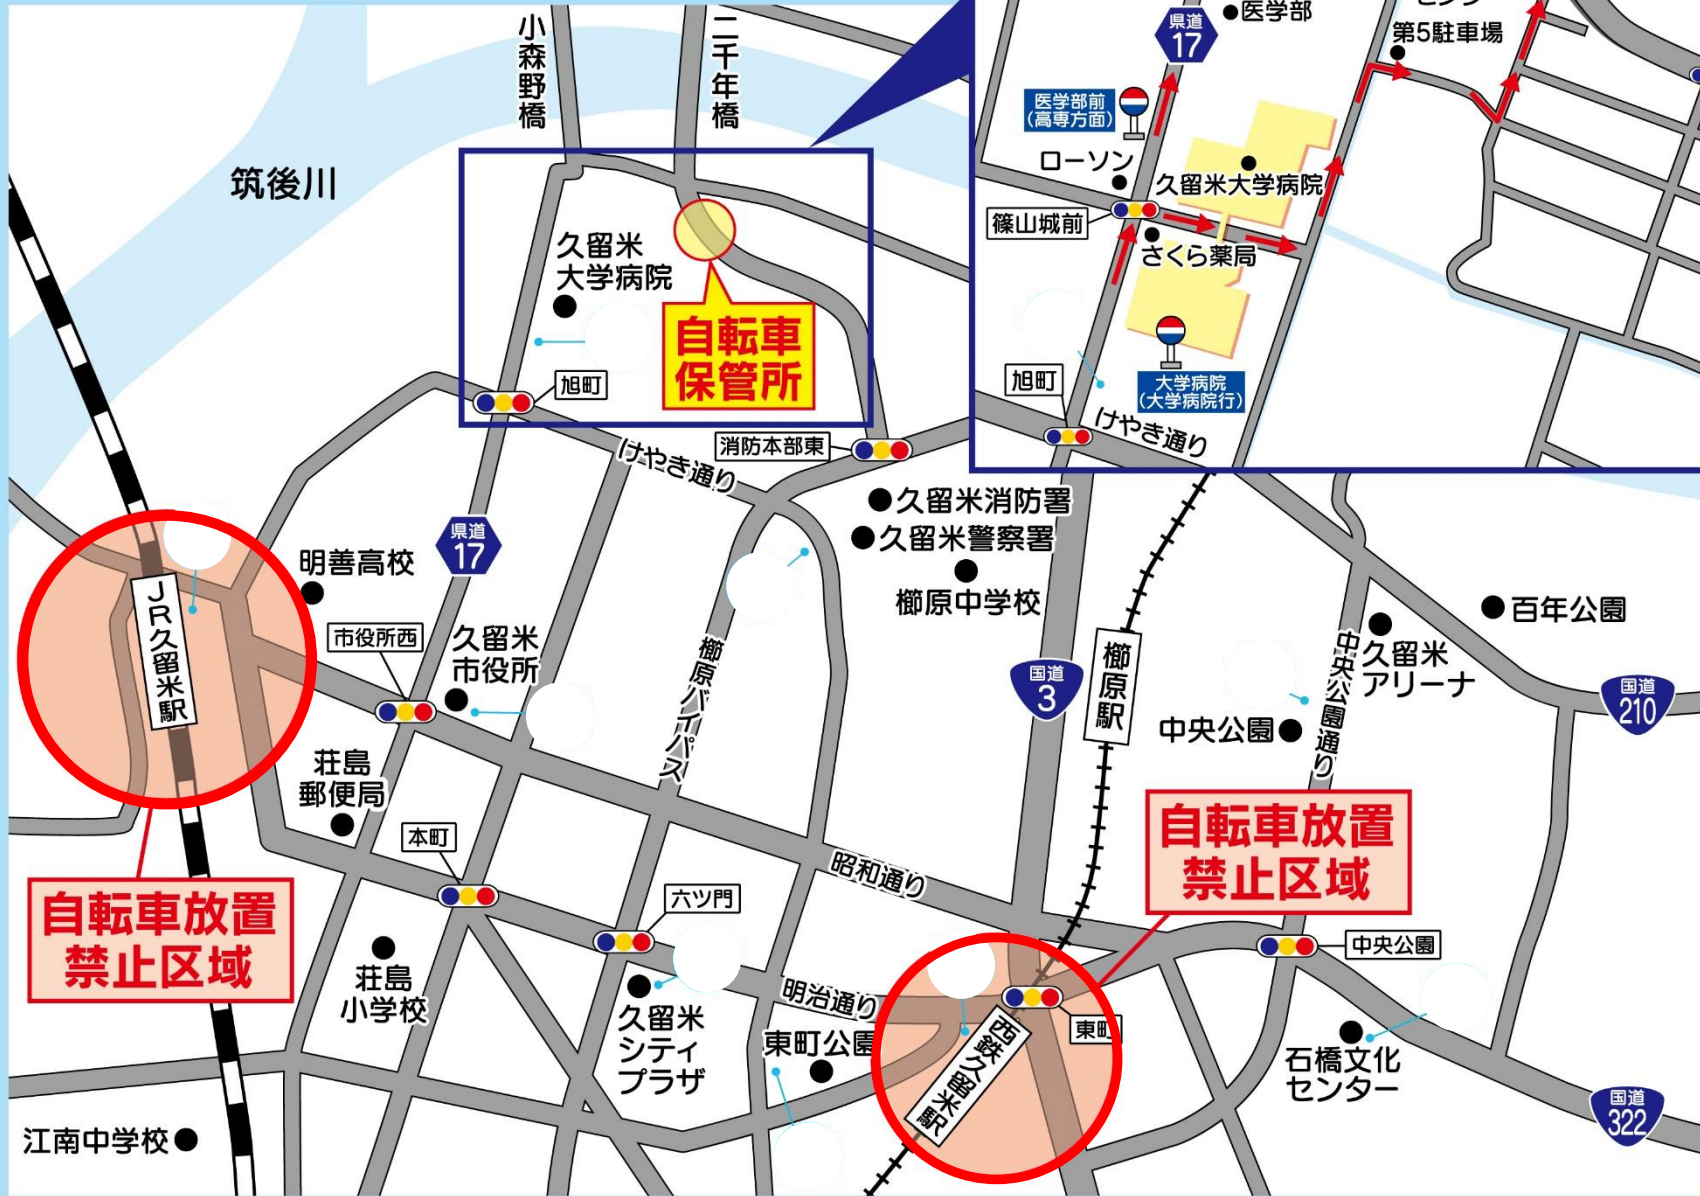 小森野橋
二千年橋
筑後川
久留米
大学病院
自転車
保管所
旭町
消防本部東
けやき通り
県道
17
医学部
第5駐車場
医学部前
(高専方面)
ローソン
久留米大学病院
篠山城前
さくら薬局
旭町
大学病院
(大学病院行)
けやき通り
久留米消防署
久留米警察署
櫛原中学校
明善高校
県道
17
JR久留米駅
市役所西
久留米
市役所
櫛原バイパス
国道
3
櫛原駅
中央公園
中央公園通り
久留米
アリーナ
百年公園
国道
210
荘島
郵便局
本町
昭和通り
自転車放置
禁止区域
自転車放置
禁止区域
六ツ門
荘島
小学校
久留米
シティ
プラザ
明治通り
東町公園
西鉄久留米駅
東町
中央公園
石橋文化
センター
国道
322
江南中学校